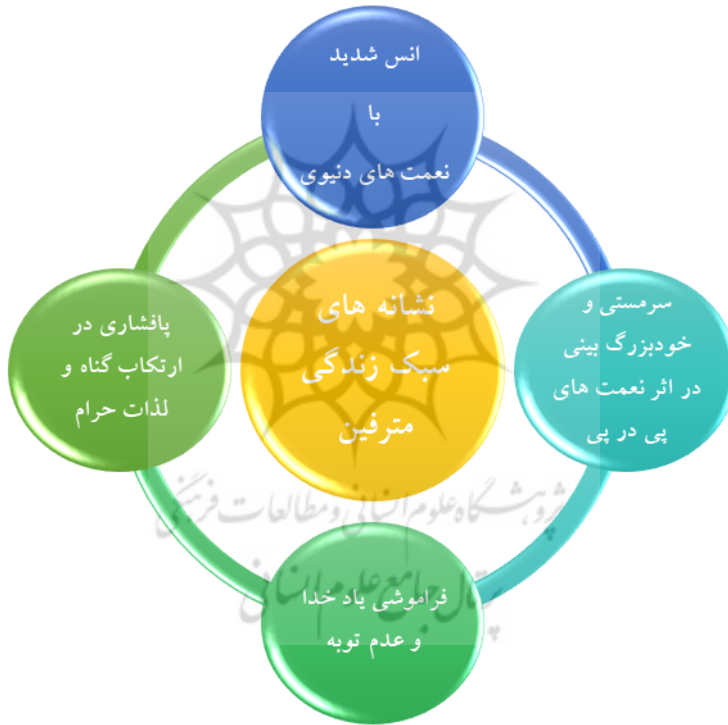 انس شدید
با
نعمت های دنیوی
نشانه های
سبک زندگی
مترفین
سرمستی و
خودبزرگ بینی
در اثر نعمت های
پی در پی
پافشاری در
ارتکاب گناه و
لذات حرام
پژوهشگاه علوم انسانی و مطالعات فرهنگی
پرتال جامع علوم انسانی
فراموشی یاد خدا
و عدم توبه